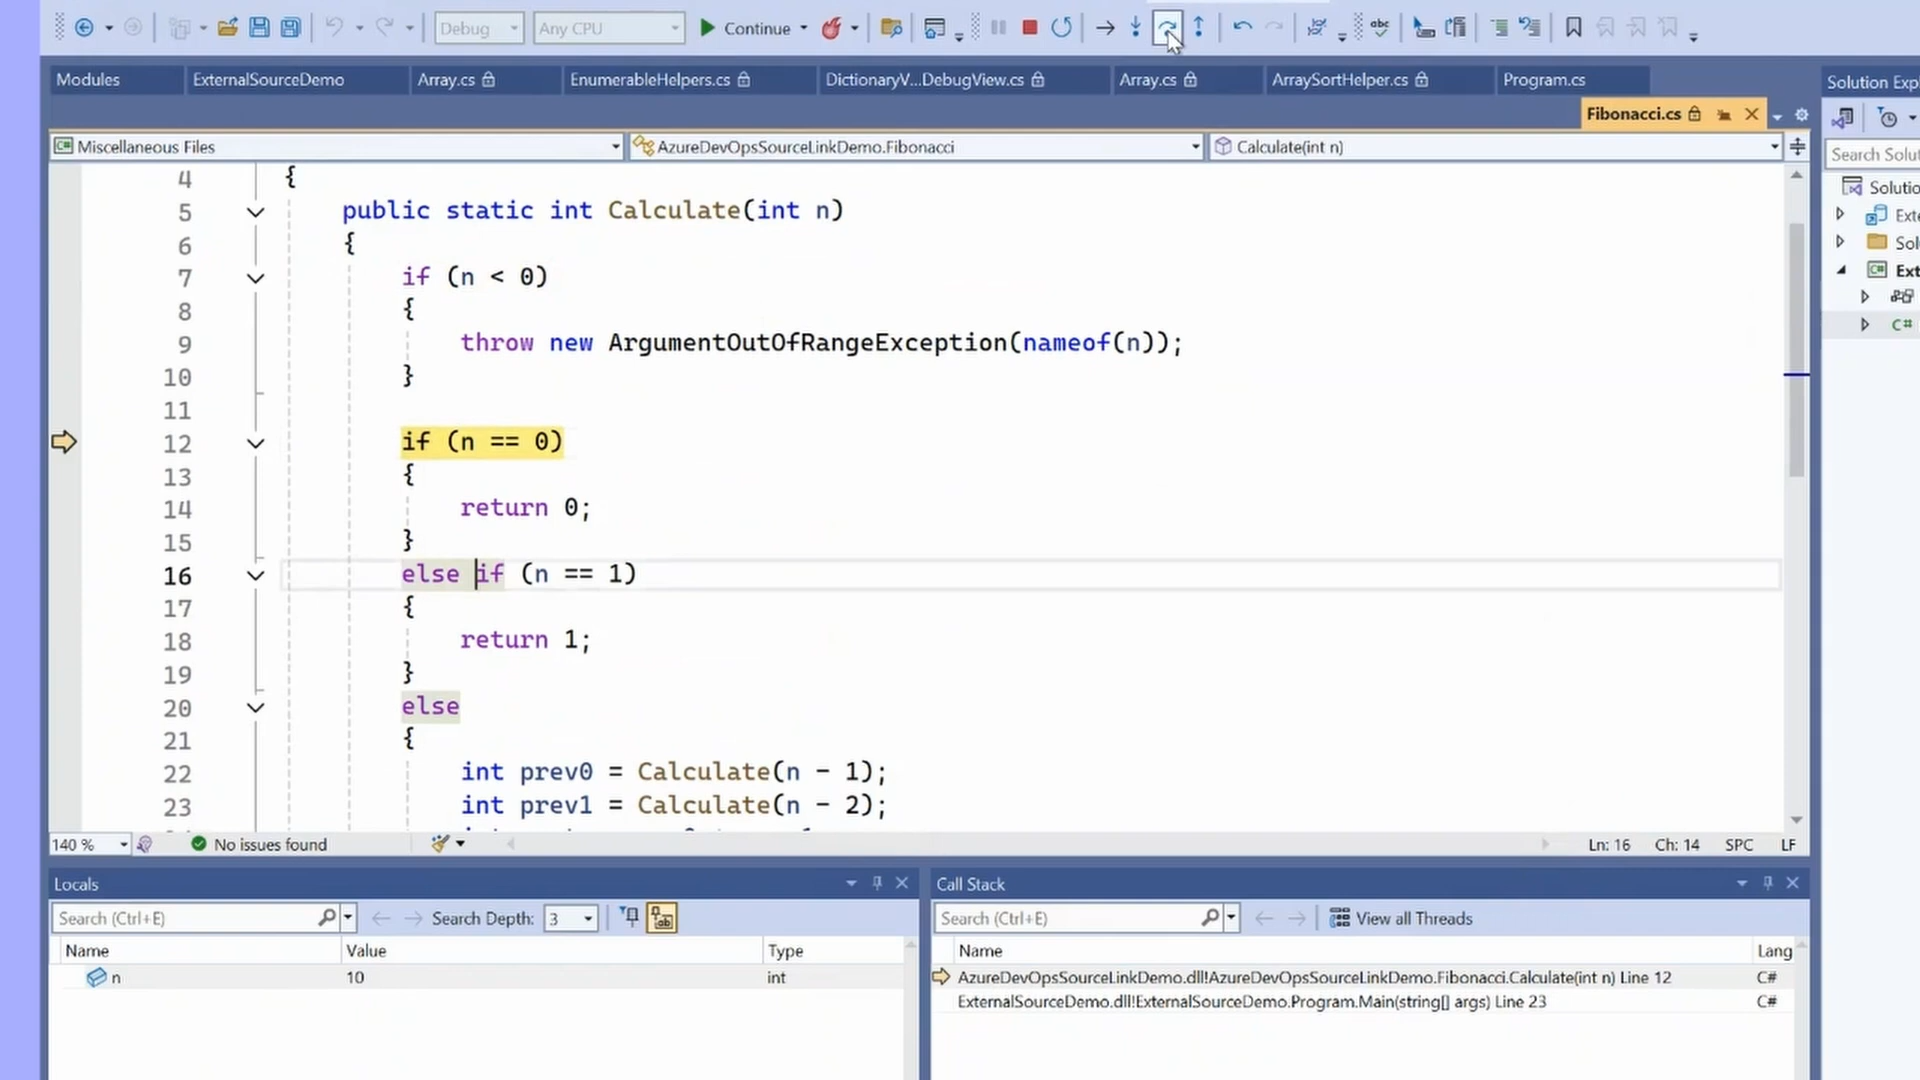 Debug Any CPU Continue
Modules ExternalSourceDemo Array.cs EnumerableHelpers.cs DictionaryV...DebugView.cs Array.cs ArraySortHelper.cs Program.cs
Solution Expl
Fibonacci.cs
Miscellaneous Files AzureDevOpsSourceLinkDemo.Fibonacci Calculate(int n)
Search Solut
Solutio
Exte
Sol
Ext
C#
4 {
5 public static int Calculate(int n)
6 {
7 if (n < 0)
8 {
9 throw new ArgumentOutOfRangeException(nameof(n));
10 }
11
12 if (n == 0)
13 {
14 return 0;
15 }
16 else if (n == 1)
17 {
18 return 1;
19 }
20 else
21 {
22 int prev0 = Calculate(n - 1);
23 int prev1 = Calculate(n - 2);
140 % No issues found Ln: 16 Ch: 14 SPC LF
Locals
Search (Ctrl+E) Search Depth: 3
Name Value Type
n 10 int
Call Stack
Search (Ctrl+E) View all Threads
Name Lang
AzureDevOpsSourceLinkDemo.dll!AzureDevOpsSourceLinkDemo.Fibonacci.Calculate(int n) Line 12 C#
ExternalSourceDemo.dll!ExternalSourceDemo.Program.Main(string[] args) Line 23 C#